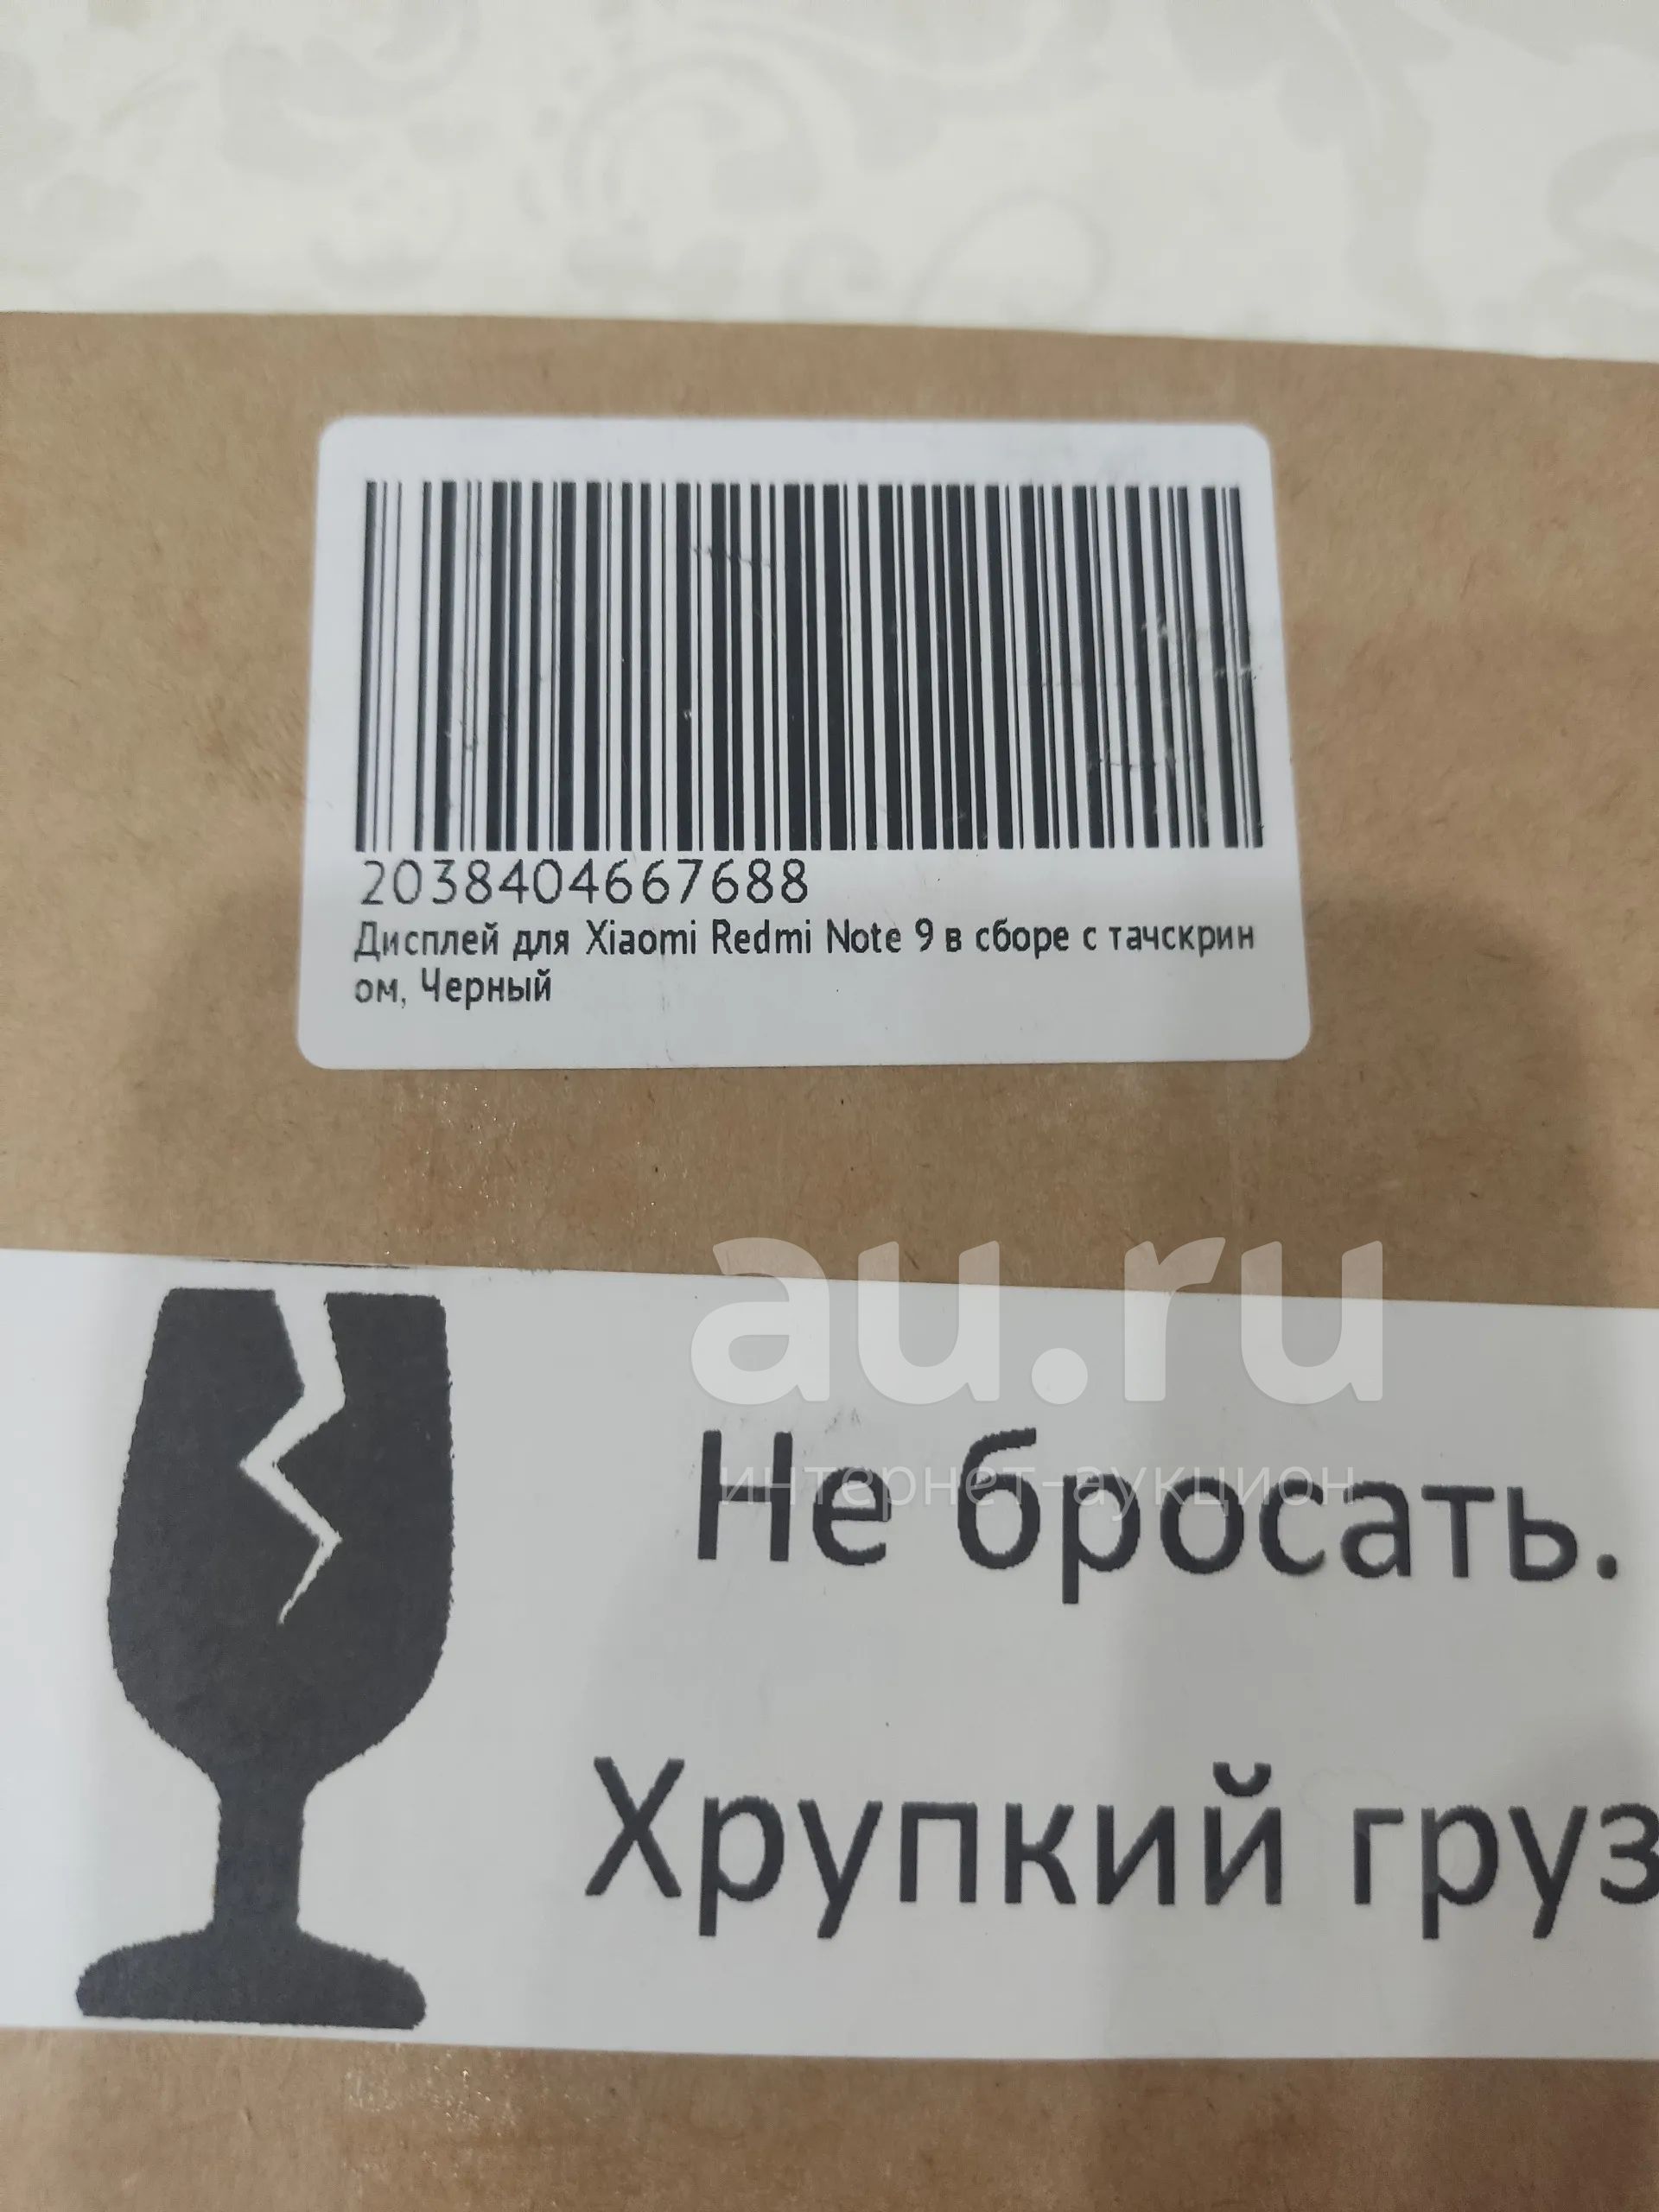 2038404667688
Дисплей для Xiaomi Redmi Note 9 в сборе с тачскрин
ом, Черный
au.ru
интернет-аукцион
Не бросать.
Хрупкий груз